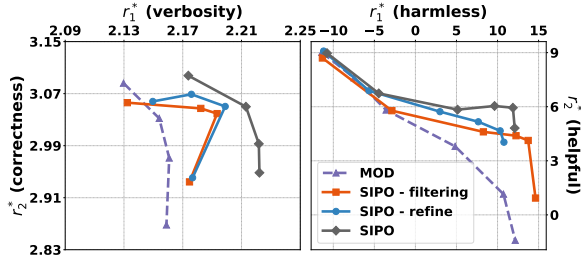 r₁* (verbosity)
2.09 2.13 2.17 2.21 2.25
r₂* (correctness)
3.15
3.07
2.99
2.91
2.83
r₁* (harmless)
−10 −5 0 5 10 15
9
6
3
0
r₂* (helpful)
MOD
SIPO - filtering
SIPO - refine
SIPO